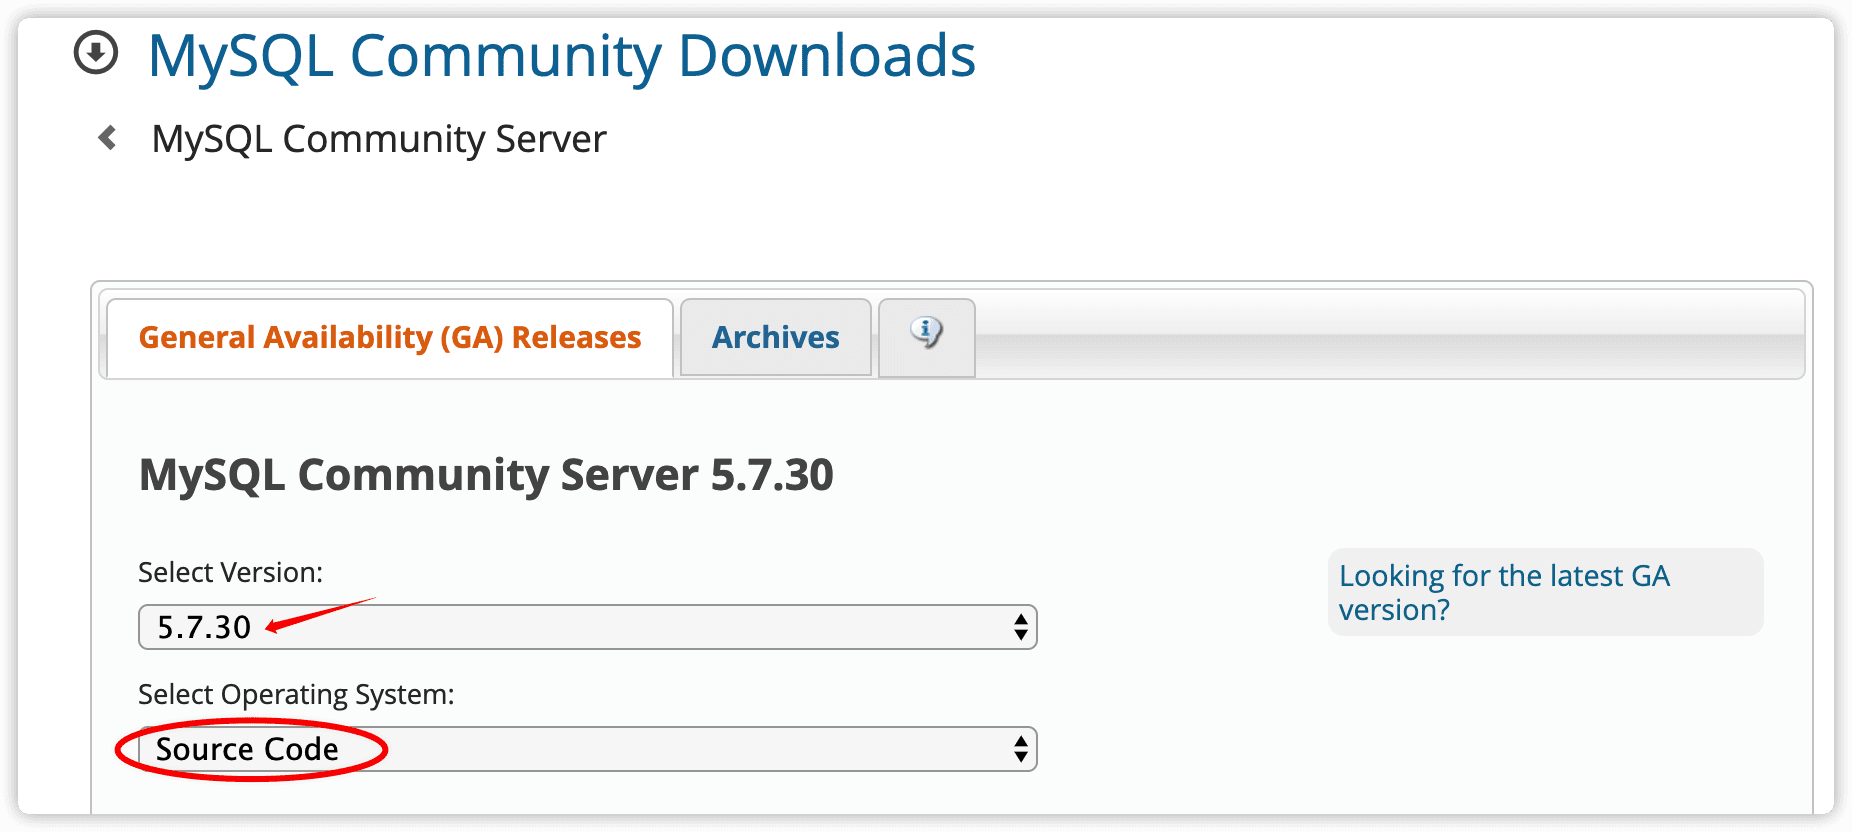 MySQL Community Downloads
MySQL Community Server
General Availability (GA) Releases
Archives
MySQL Community Server 5.7.30
Select Version:
5.7.30
Looking for the latest GA
version?
Select Operating System:
Source Code